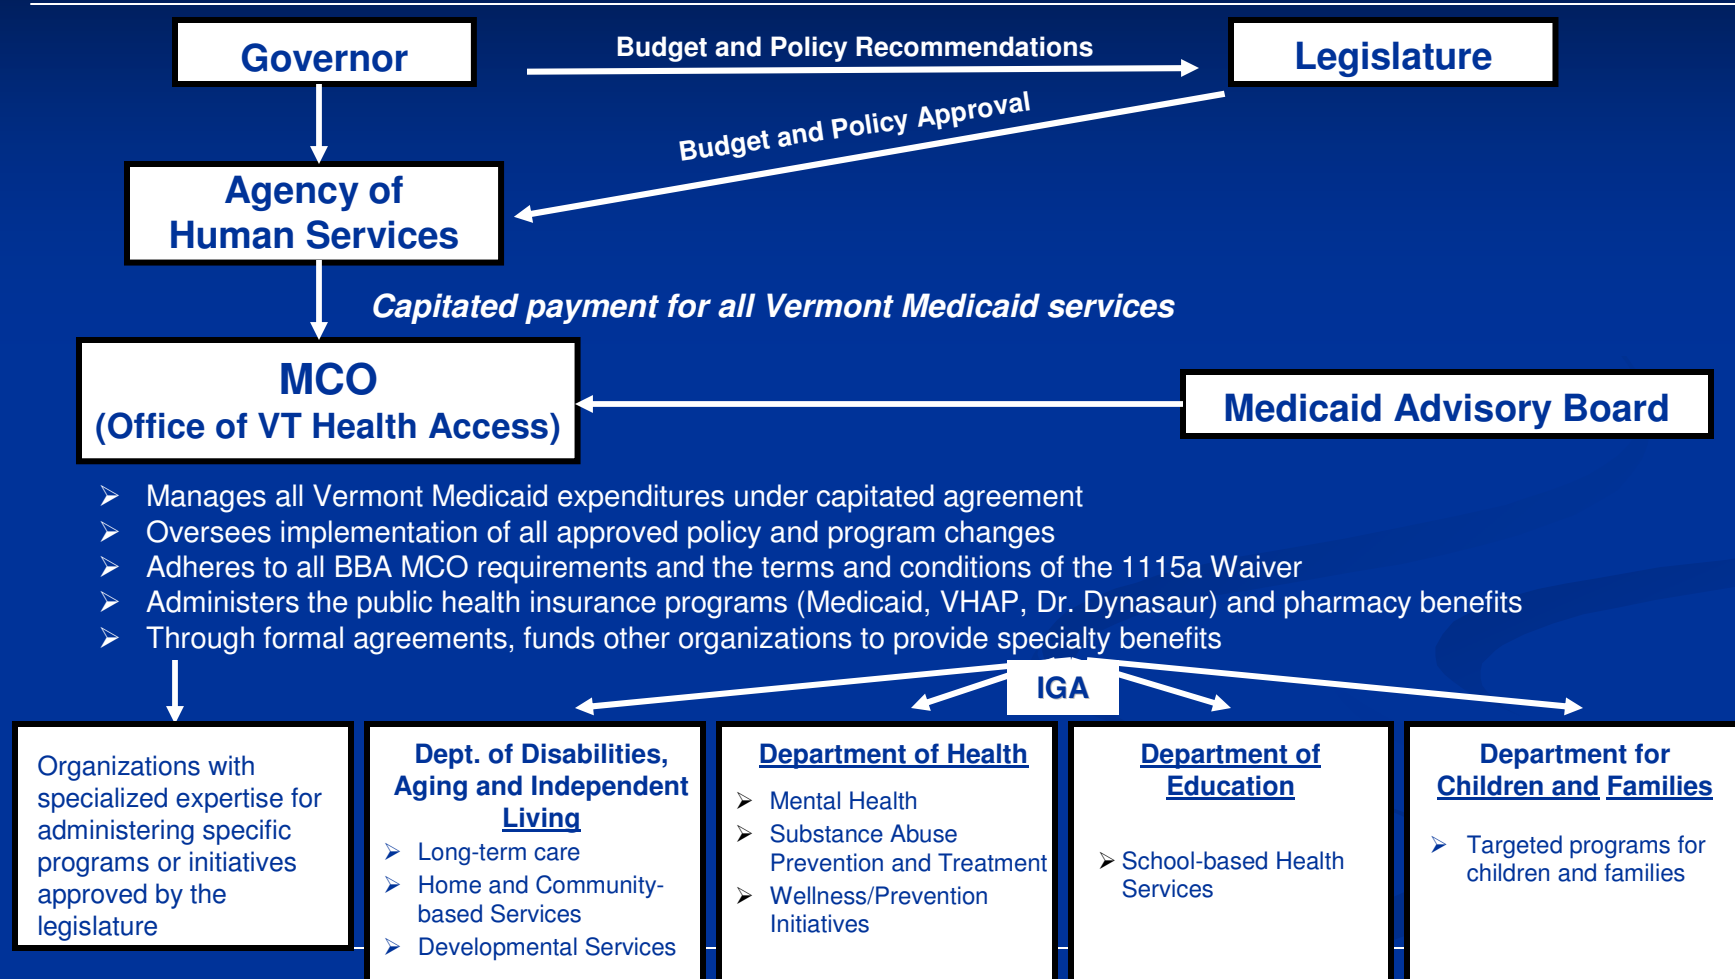 Governor
Budget and Policy Recommendations
Legislature
Budget and Policy Approval
Agency of
Human Services
Capitated payment for all Vermont Medicaid services
MCO
(Office of VT Health Access)
Medicaid Advisory Board
➢ Manages all Vermont Medicaid expenditures under capitated agreement
➢ Oversees implementation of all approved policy and program changes
➢ Adheres to all BBA MCO requirements and the terms and conditions of the 1115a Waiver
➢ Administers the public health insurance programs (Medicaid, VHAP, Dr. Dynasaur) and pharmacy benefits
➢ Through formal agreements, funds other organizations to provide specialty benefits
IGA
Organizations with
specialized expertise for
administering specific
programs or initiatives
approved by the
legislature
Dept. of Disabilities,
Aging and Independent
Living
➢ Long-term care
➢ Home and Community-
based Services
➢ Developmental Services
Department of Health
➢ Mental Health
➢ Substance Abuse
Prevention and Treatment
➢ Wellness/Prevention
Initiatives
Department of
Education
➢ School-based Health
Services
Department for
Children and Families
➢ Targeted programs for
children and families